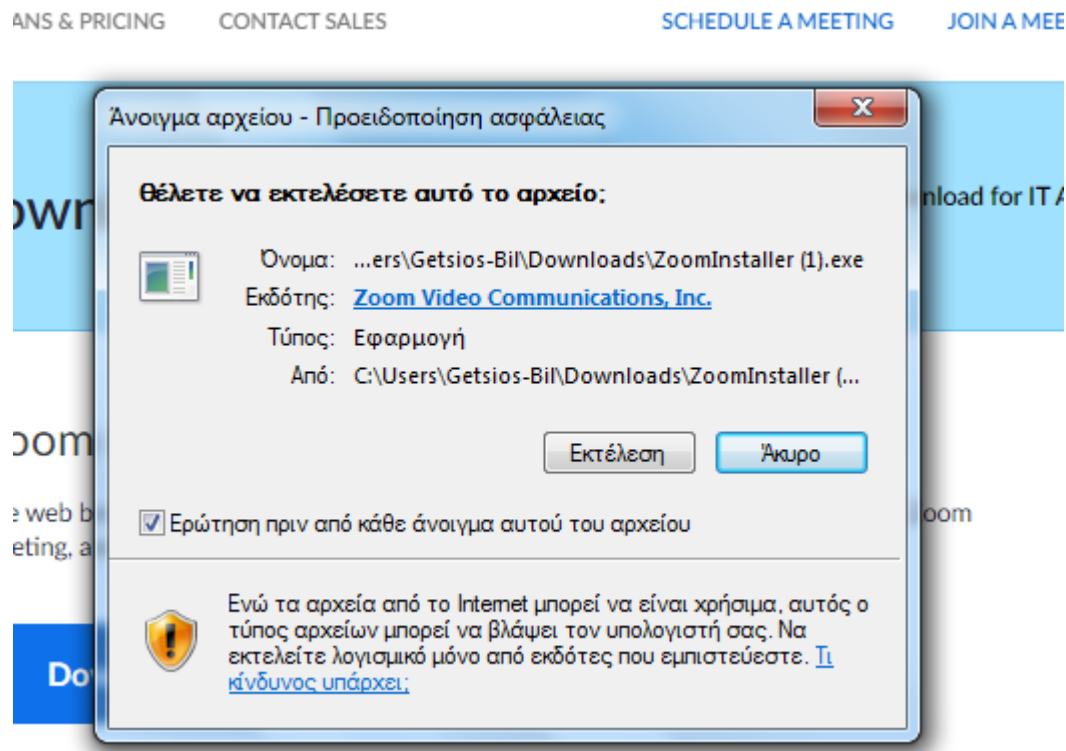 ANS & PRICING CONTACT SALES SCHEDULE A MEETING JOIN A MEE
Άνοιγμα αρχείου - Προειδοποίηση ασφάλειας
Θέλετε να εκτελέσετε αυτό το αρχείο;
own
nload for IT A
Όνομα: ...ers\Getsios-Bil\Downloads\ZoomInstaller (1).exe
Εκδότης: Zoom Video Communications, Inc.
Τύπος: Εφαρμογή
Από: C:\Users\Getsios-Bil\Downloads\ZoomInstaller (...
Εκτέλεση Άκυρο
oom
e web b
oom
eting, a
Ερώτηση πριν από κάθε άνοιγμα αυτού του αρχείου
Ενώ τα αρχεία από το Internet μπορεί να είναι χρήσιμα, αυτός ο
τύπος αρχείων μπορεί να βλάψει τον υπολογιστή σας. Να
εκτελείτε λογισμικό μόνο από εκδότες που εμπιστεύεστε. Τι
κίνδυνος υπάρχει;
Do